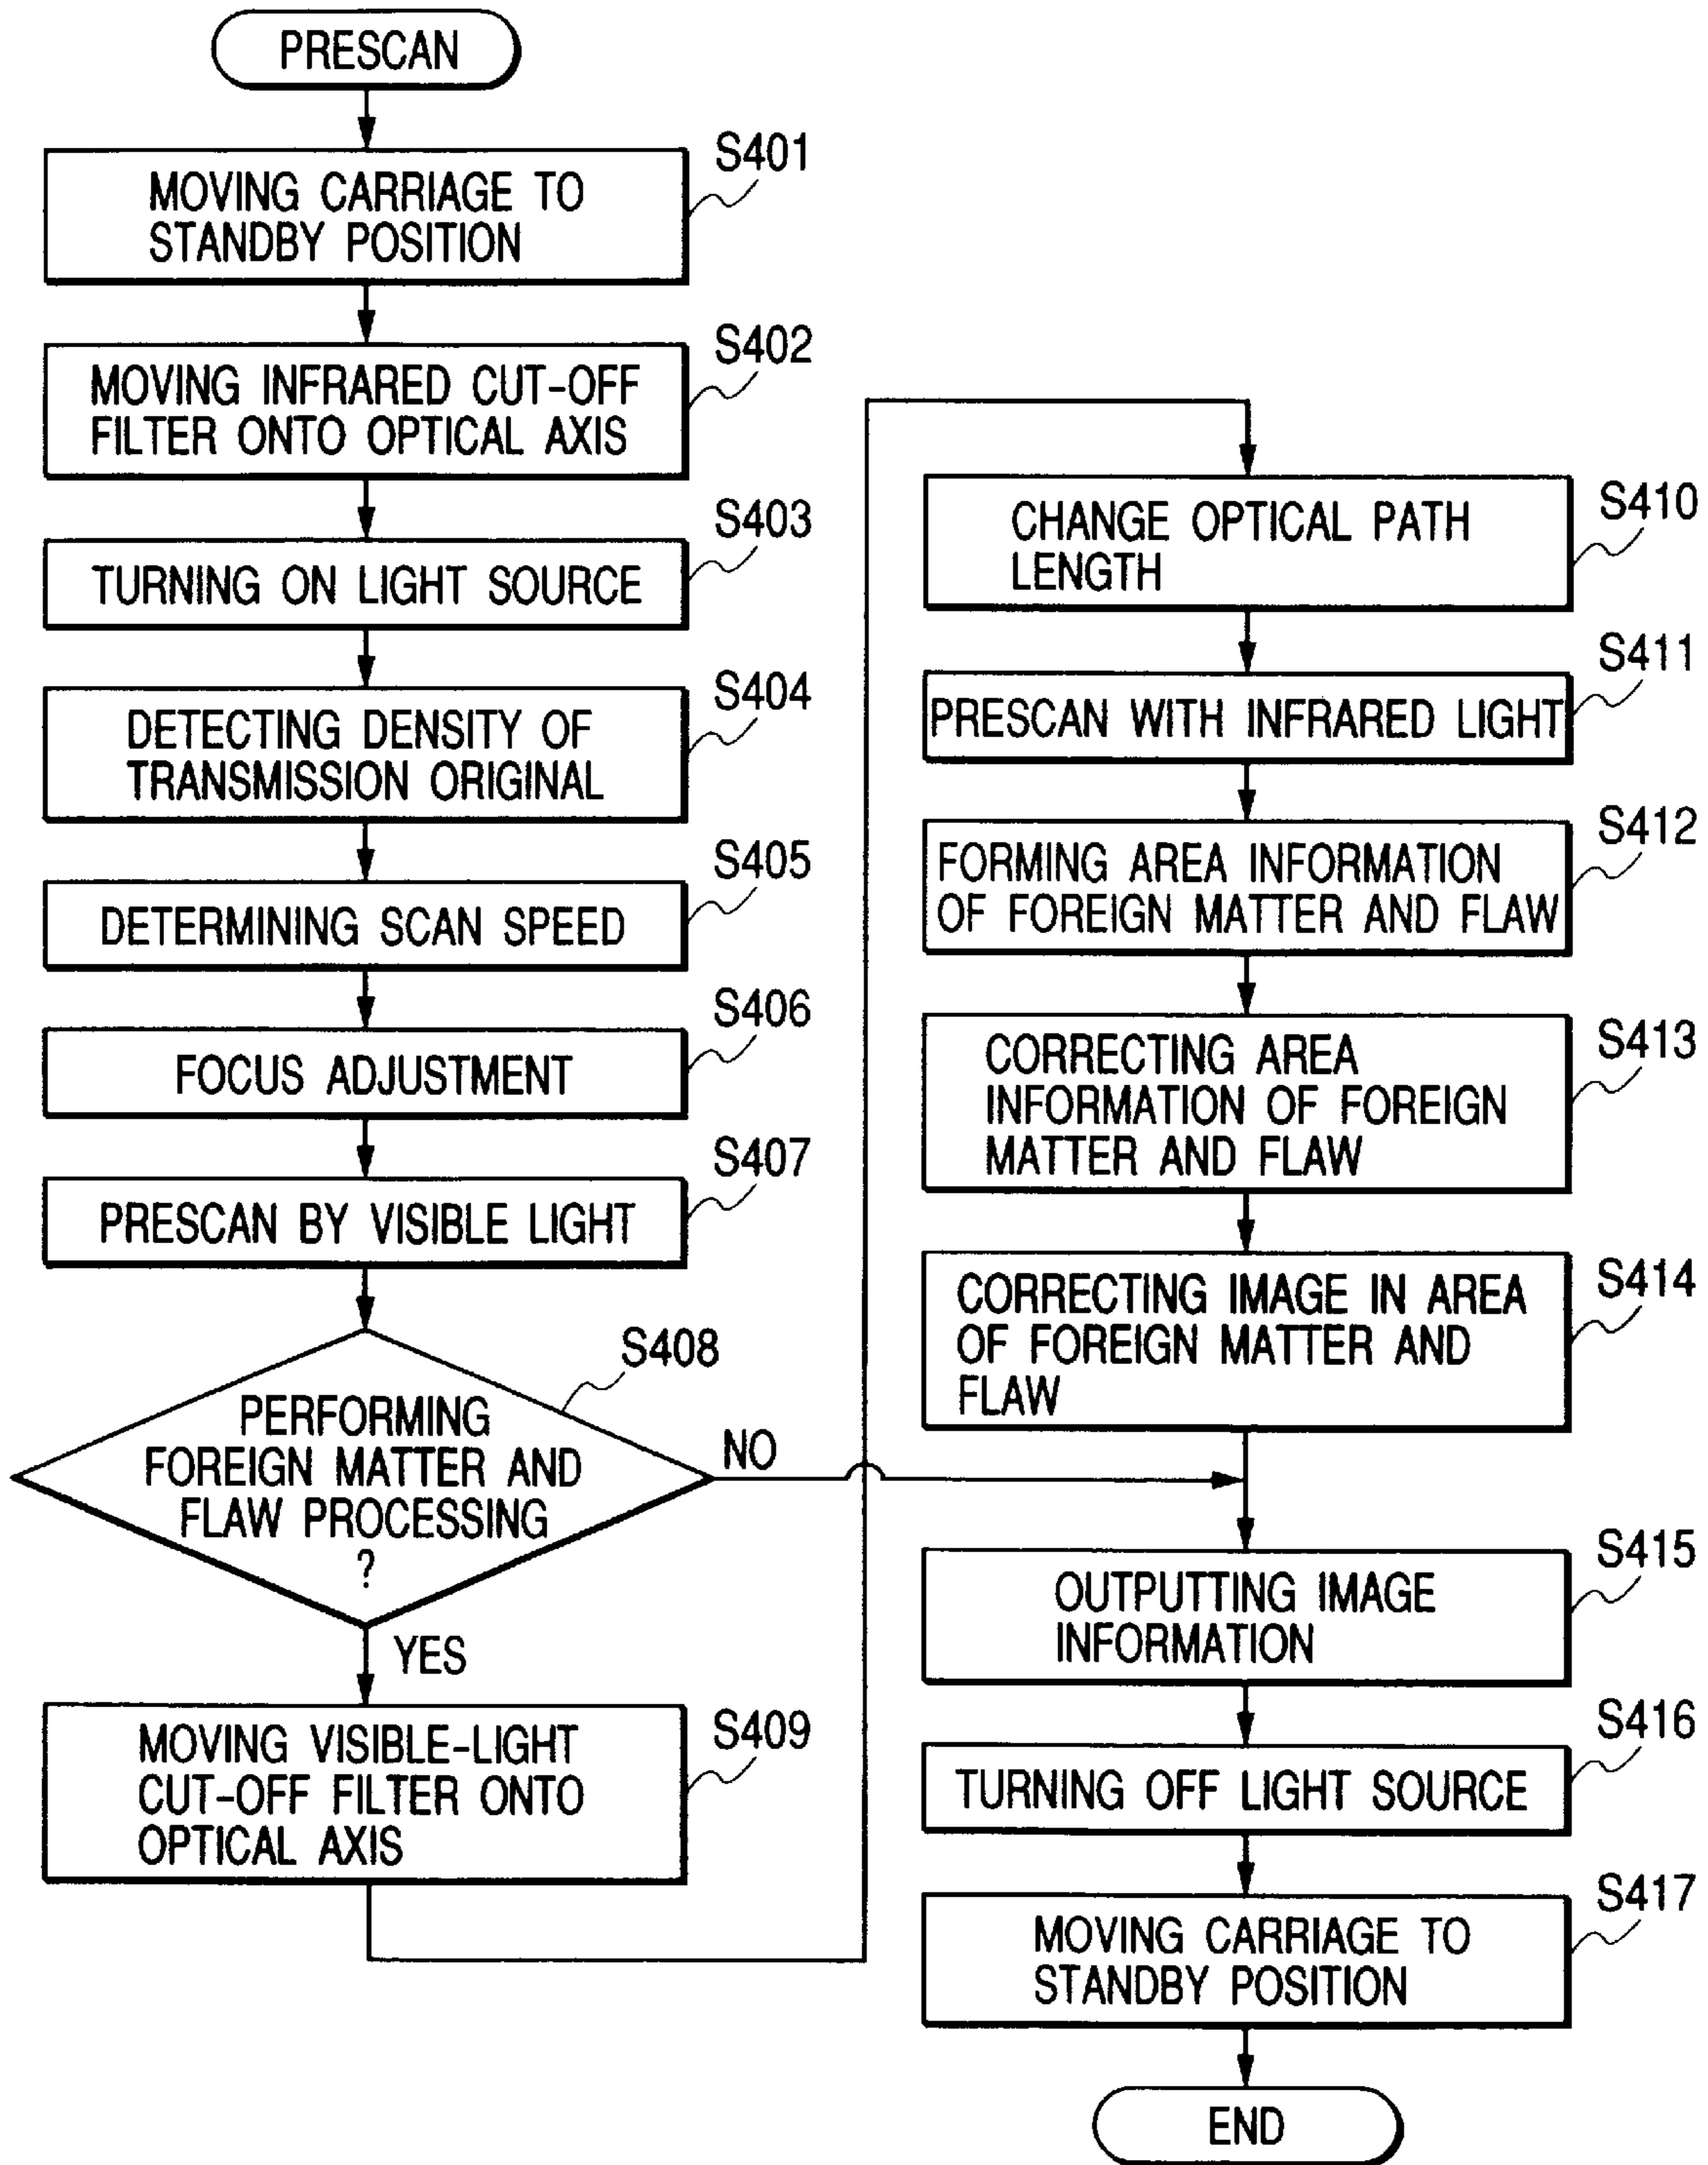 PRESCAN
S401
MOVING CARRIAGE TO
STANDBY POSITION
S402
MOVING INFRARED CUT-OFF
FILTER ONTO OPTICAL AXIS
S403
TURNING ON LIGHT SOURCE
S404
DETECTING DENSITY OF
TRANSMISSION ORIGINAL
S405
DETERMINING SCAN SPEED
S406
FOCUS ADJUSTMENT
S407
PRESCAN BY VISIBLE LIGHT
S408
PERFORMING
FOREIGN MATTER AND
FLAW PROCESSING
?
NO
YES
S409
MOVING VISIBLE-LIGHT
CUT-OFF FILTER ONTO
OPTICAL AXIS
S410
CHANGE OPTICAL PATH
LENGTH
S411
PRESCAN WITH INFRARED LIGHT
S412
FORMING AREA INFORMATION
OF FOREIGN MATTER AND FLAW
S413
CORRECTING AREA
INFORMATION OF FOREIGN
MATTER AND FLAW
S414
CORRECTING IMAGE IN AREA
OF FOREIGN MATTER AND
FLAW
S415
OUTPUTTING IMAGE
INFORMATION
S416
TURNING OFF LIGHT SOURCE
S417
MOVING CARRIAGE TO
STANDBY POSITION
END